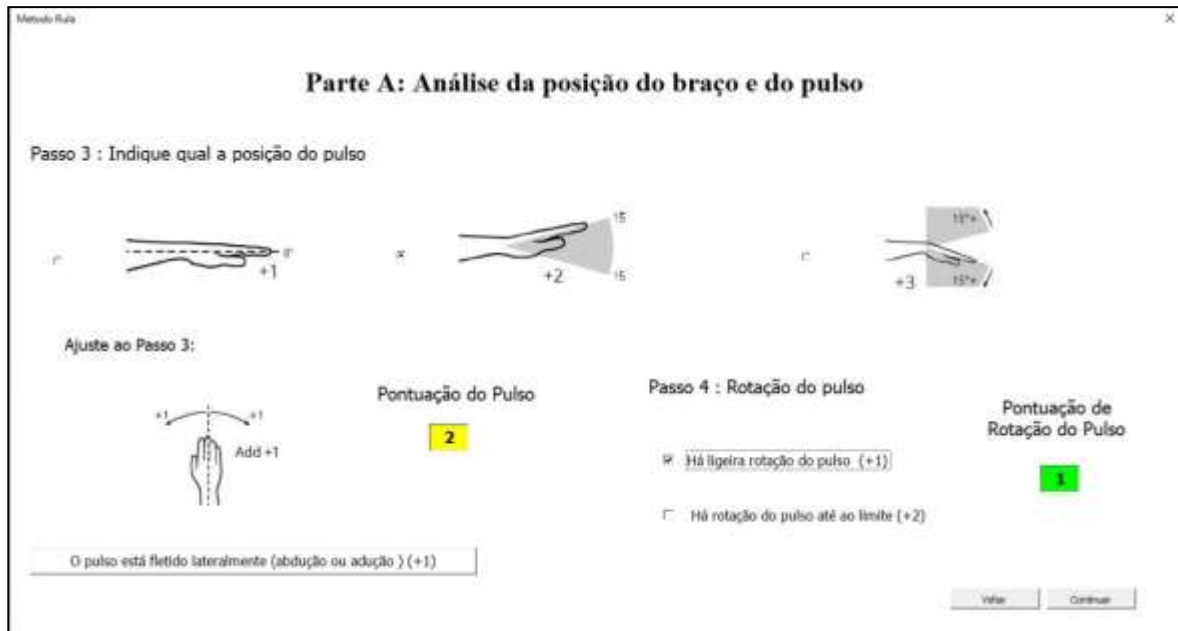 Metodo Rula
Parte A: Análise da posição do braço e do pulso
Passo 3 : Indique qual a posição do pulso
+1
0°
+2
15
15
+3
15°+
15°+
Ajuste ao Passo 3:
+1
+1
Add +1
Pontuação do Pulso
2
Passo 4 : Rotação do pulso
Há ligeira rotação do pulso (+1)
Há rotação do pulso até ao limite (+2)
Pontuação de
Rotação do Pulso
1
O pulso está fletido lateralmente (abdução ou adução ) (+1)
Voltar
Continuar